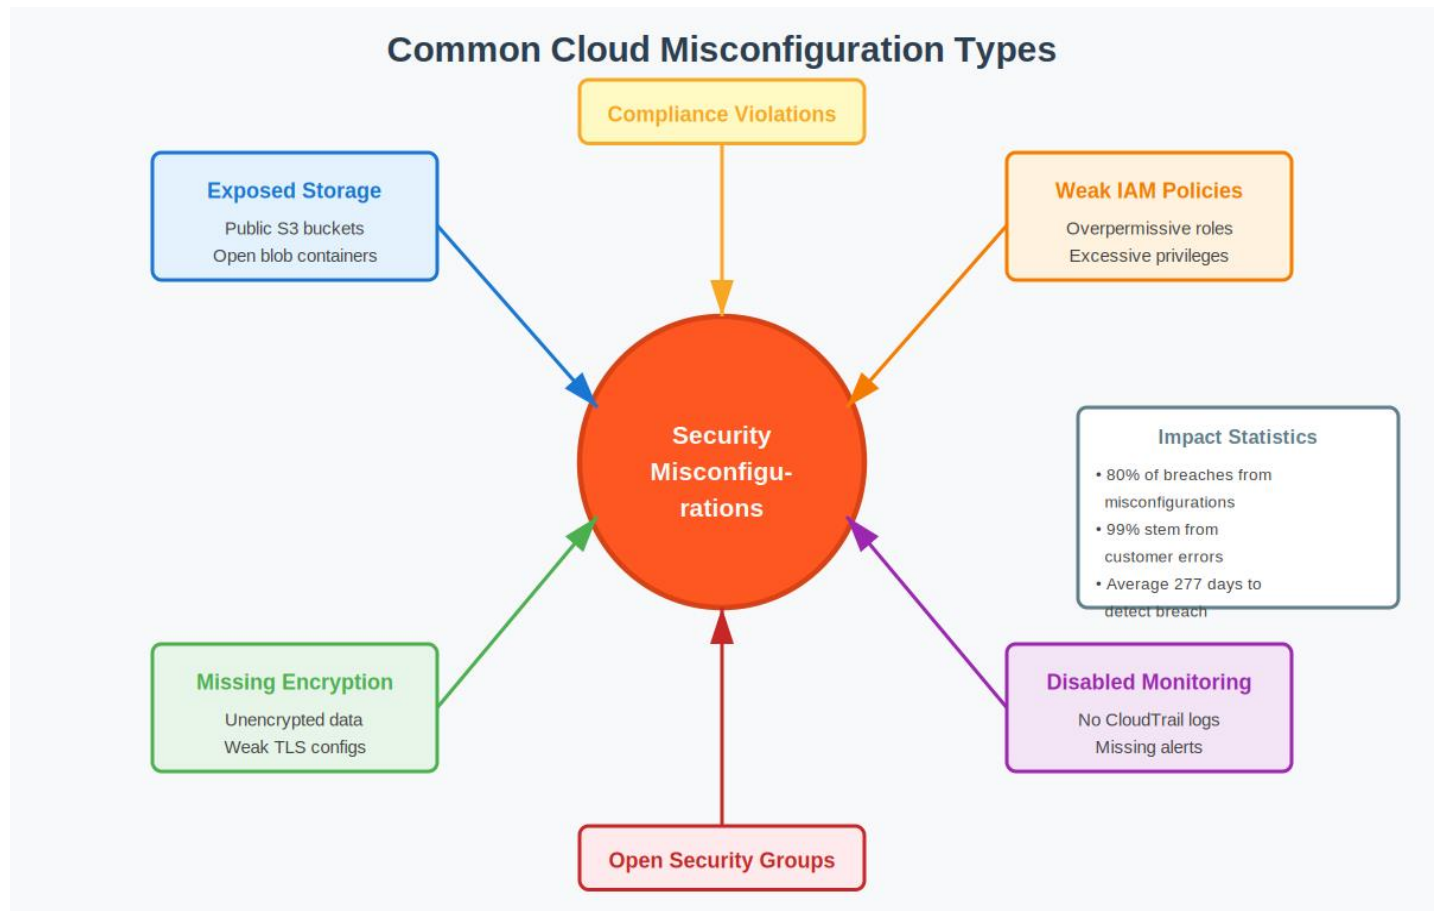 Common Cloud Misconfiguration Types
Compliance Violations
Exposed Storage
Public S3 buckets
Open blob containers
Weak IAM Policies
Overpermissive roles
Excessive privileges
Security
Misconfigu-
rations
Impact Statistics
• 80% of breaches from
misconfigurations
• 99% stem from
customer errors
• Average 277 days to
detect breach
Missing Encryption
Unencrypted data
Weak TLS configs
Disabled Monitoring
No CloudTrail logs
Missing alerts
Open Security Groups